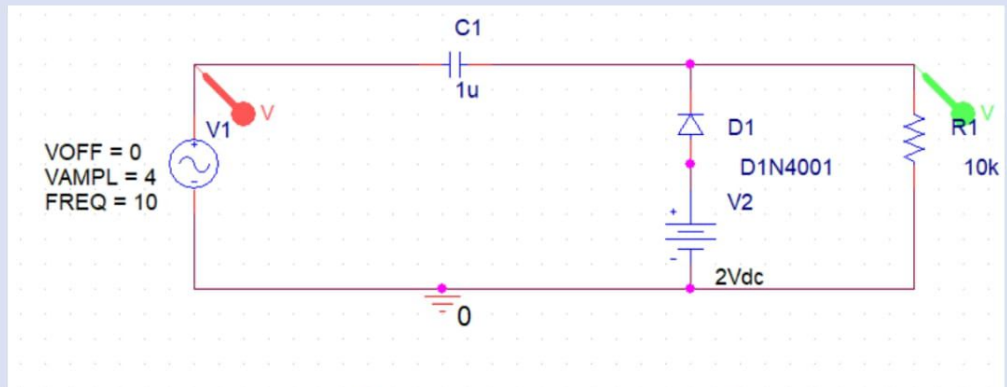 C1
1u
V
V1
VOFF = 0
VAMPL = 4
FREQ = 10
+
-
D1
D1N4001
V2
+
-
2Vdc
V
R1
10k
0